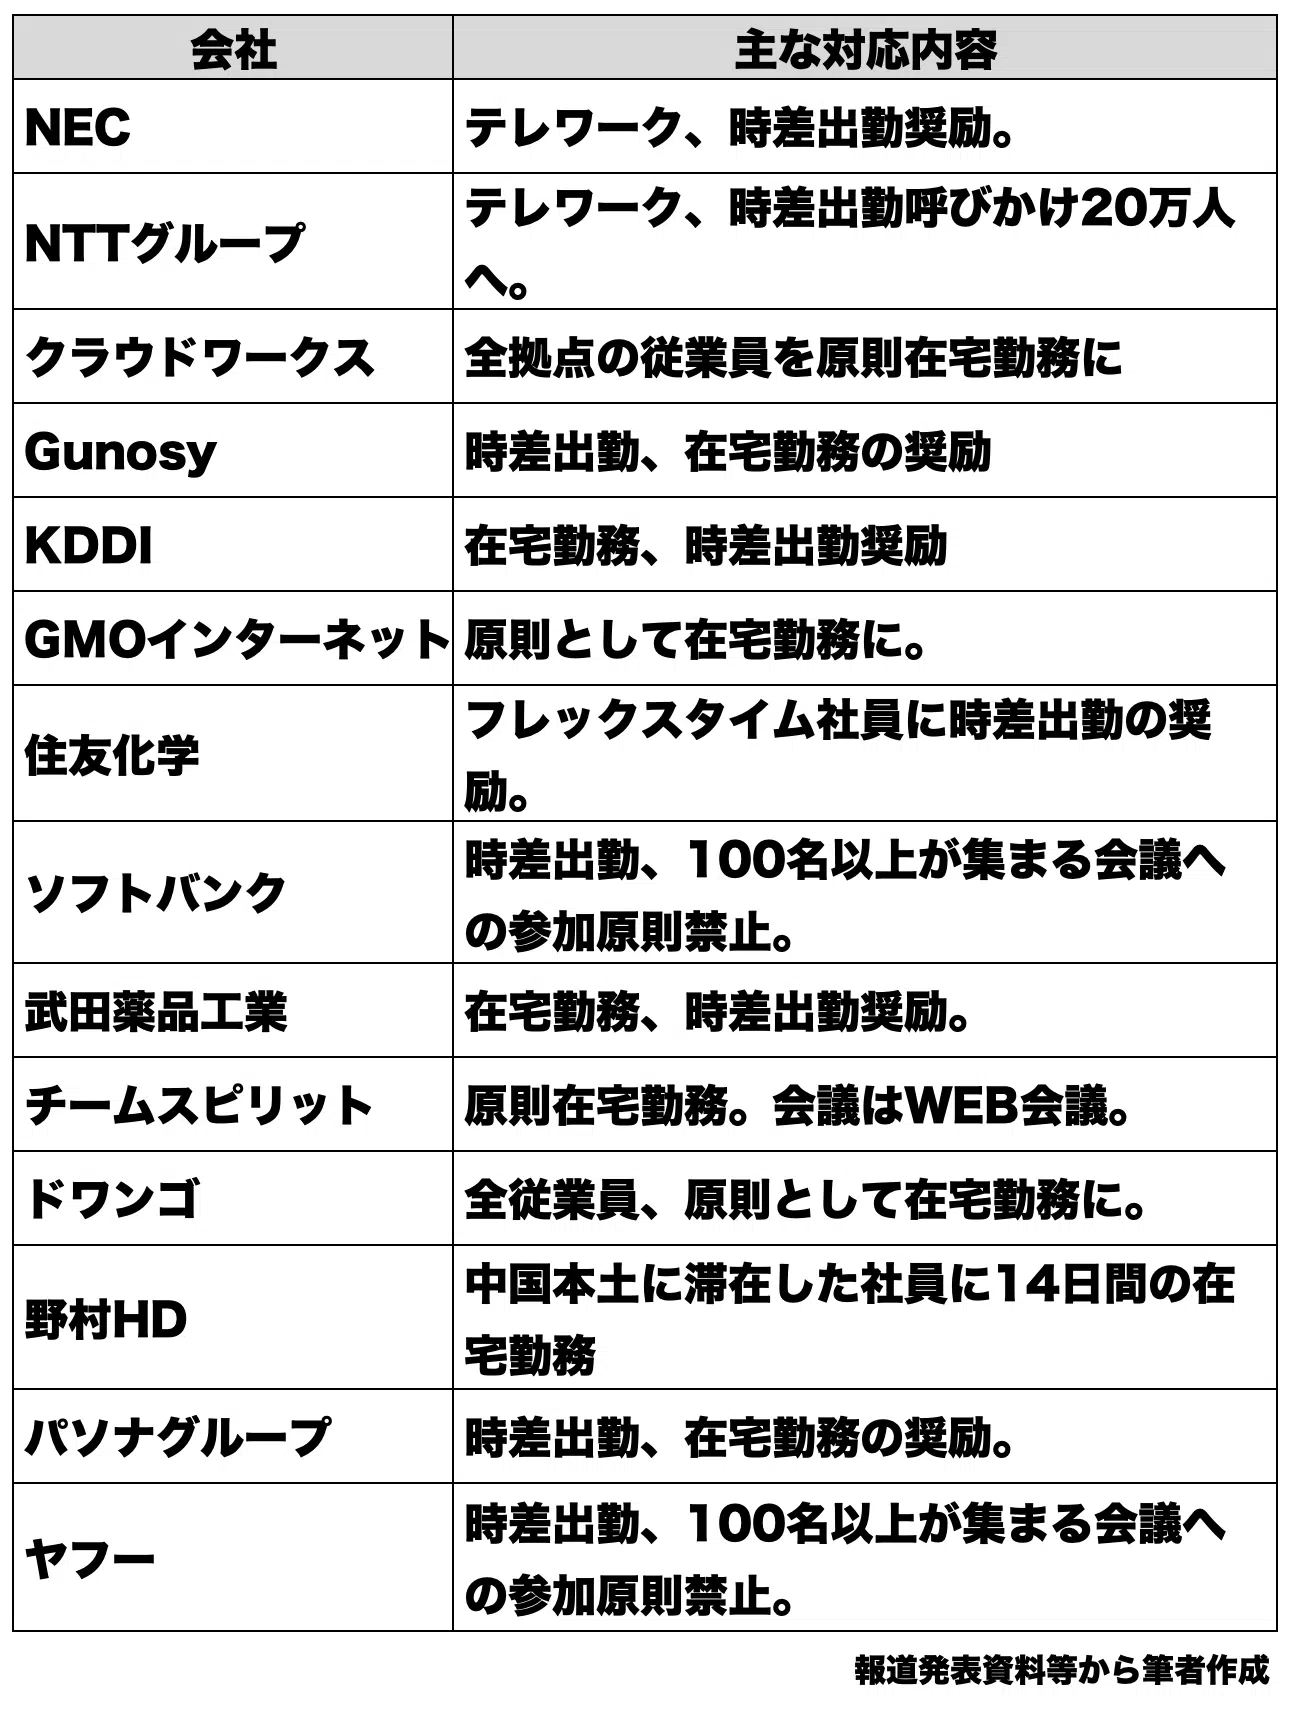 会社
主な対応内容
NEC
テレワーク、時差出勤奨励。
NTTグループ
テレワーク、時差出勤呼びかけ20万人
へ。
クラウドワークス
全拠点の従業員を原則在宅勤務に
Gunosy
時差出勤、在宅勤務の奨励
KDDI
在宅勤務、時差出勤奨励
GMOインターネット
原則として在宅勤務に。
住友化学
フレックスタイム社員に時差出勤の奨
励。
ソフトバンク
時差出勤、100名以上が集まる会議へ
の参加原則禁止。
武田薬品工業
在宅勤務、時差出勤奨励。
チームスピリット
原則在宅勤務。会議はWEB会議。
ドワンゴ
全従業員、原則として在宅勤務に。
野村HD
中国本土に滞在した社員に14日間の在
宅勤務
パソナグループ
時差出勤、在宅勤務の奨励。
ヤフー
時差出勤、100名以上が集まる会議へ
の参加原則禁止。
報道発表資料等から筆者作成